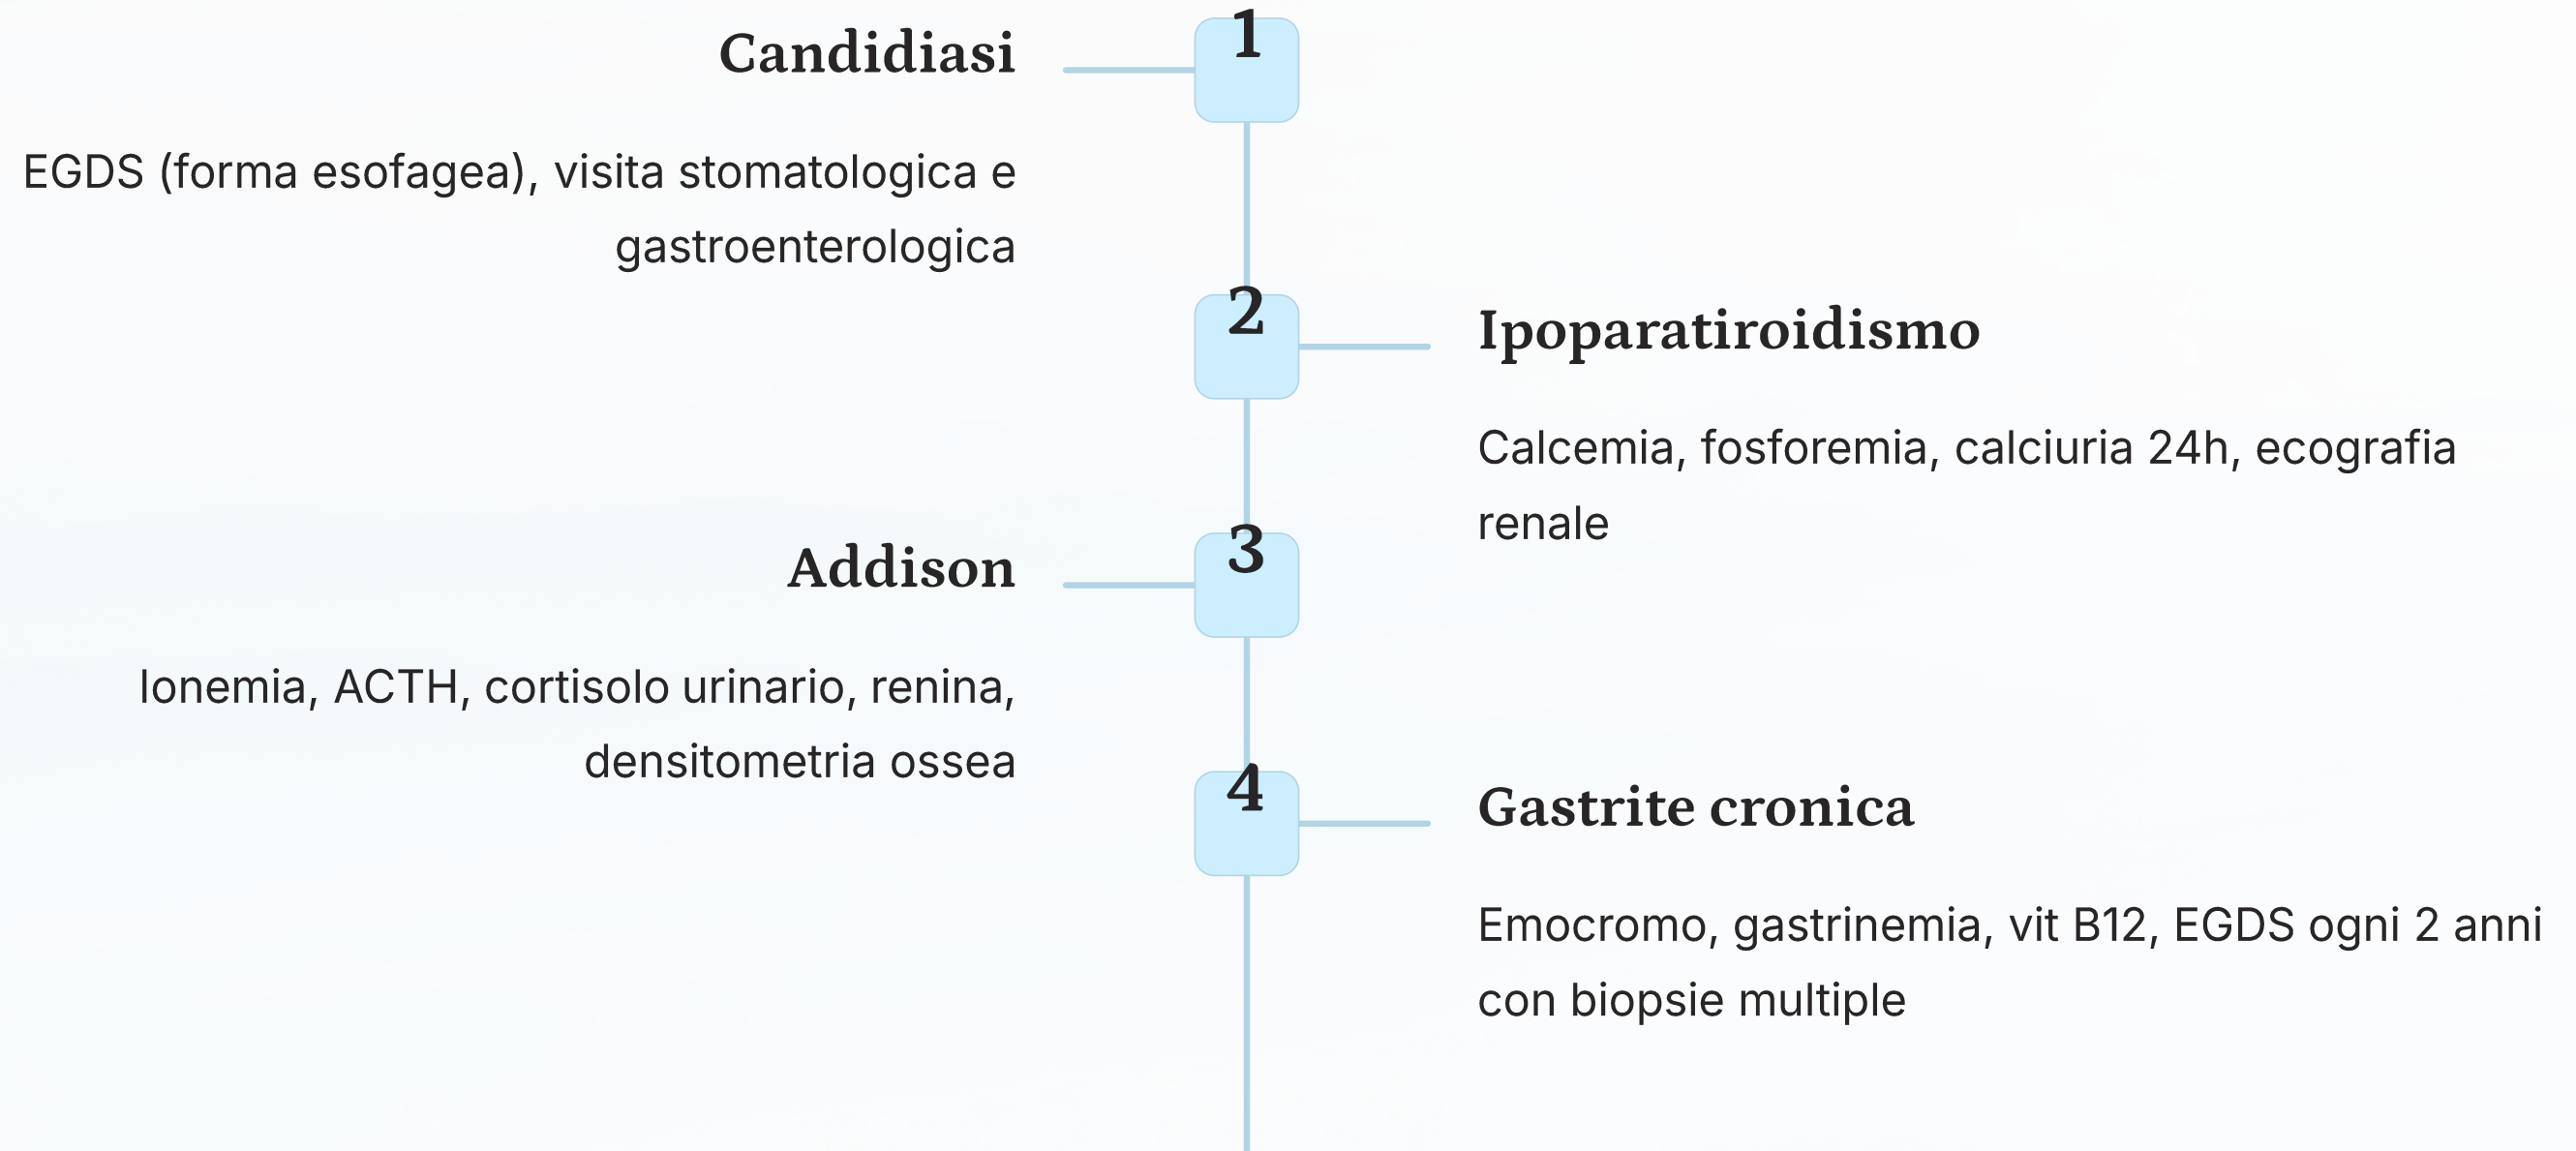 1
Candidiasi
EGDS (forma esofagea), visita stomatologica e
gastroenterologica
2
Ipoparatiroidismo
Calcemia, fosforemia, calciuria 24h, ecografia
renale
3
Addison
Ionemia, ACTH, cortisolo urinario, renina,
densitometria ossea
4
Gastrite cronica
Emocromo, gastrinemia, vit B12, EGDS ogni 2 anni
con biopsie multiple